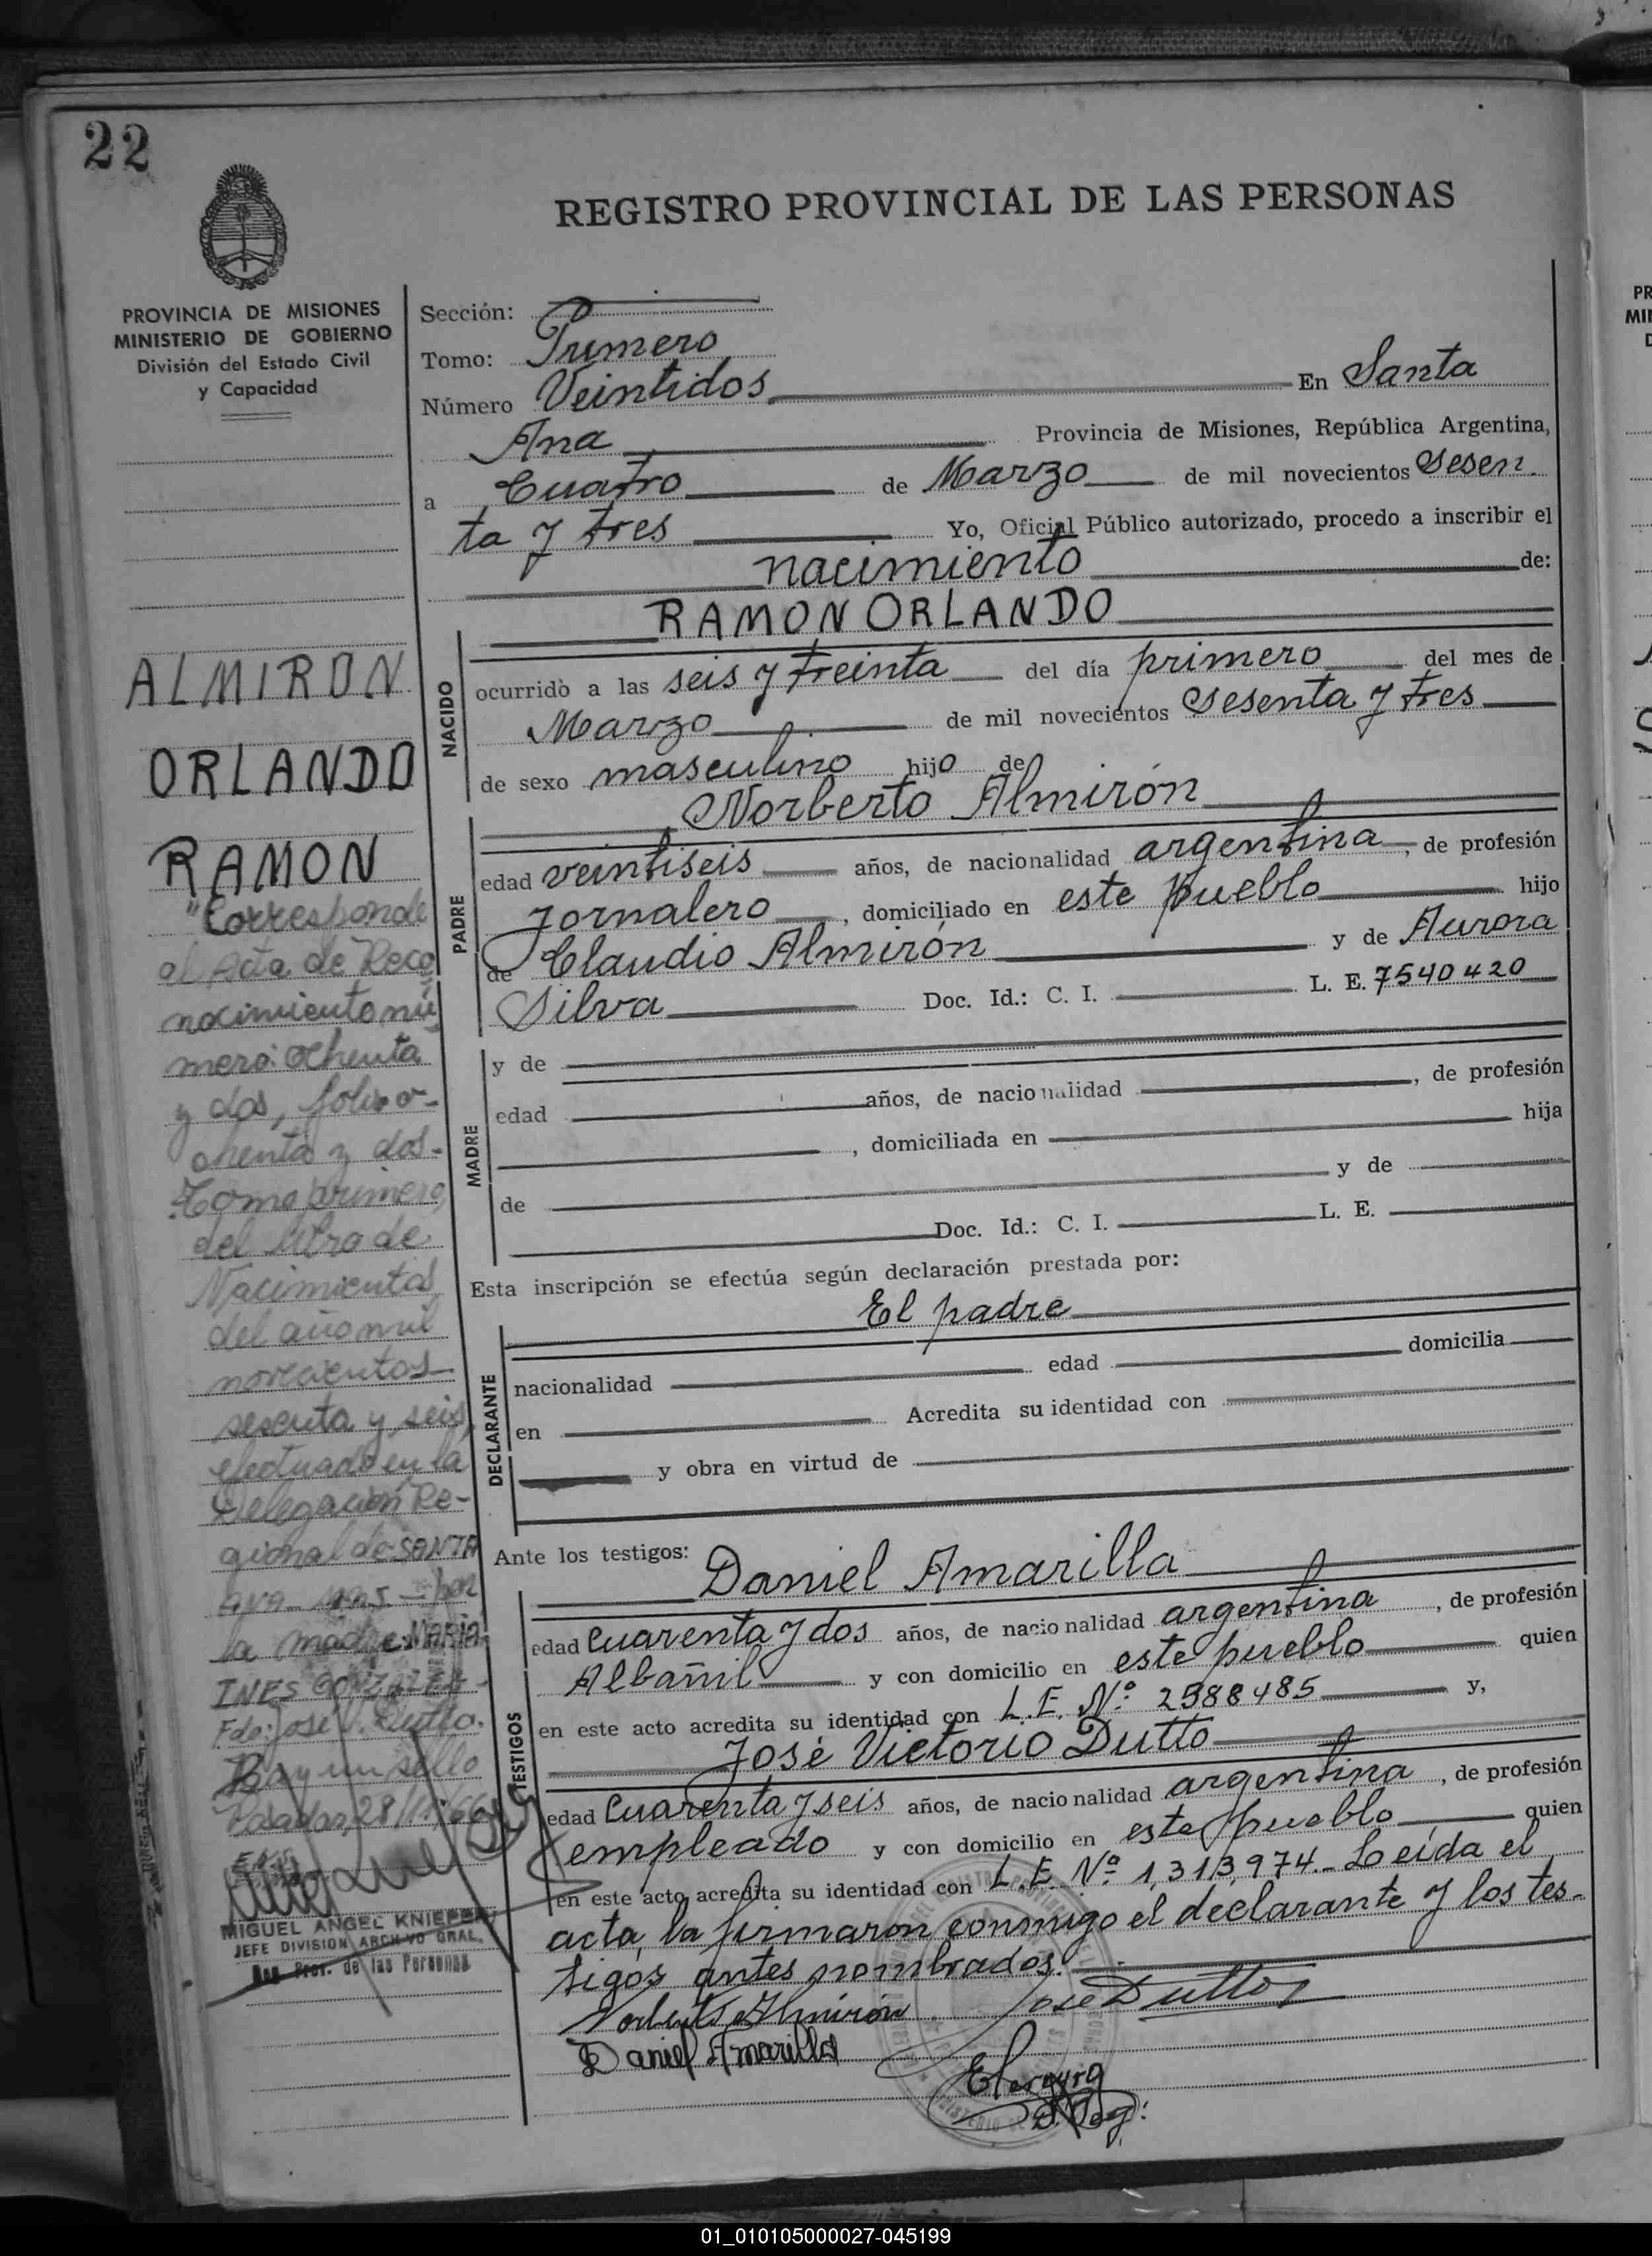 22
REGISTRO PROVINCIAL DE LAS PERSONAS
PROVINCIA DE MISIONES
MINISTERIO DE GOBIERNO
División del Estado Civil
y Capacidad
ALMIRON
ORLANDO
RAMON
"Corresponde
al Acta de Reco
nocimiento nú
mero: Ochenta
y dos, folio o-
chenta y dos-
Tomo primero
del libro de
Nacimientos
del año mil
novecientos
sesenta y seis,
efectuado en la
Delegación Re-
gional de SANTA
ANA por
la madre: MARIA
INES GONZALEZ
Fdo: José V. Dutto.
Hay un sello
Posadas, 28/11/66
MIGUEL ANGEL KNIEPER
JEFE DIVISION ARCHIVO GRAL.
Reg. Prov. de las Personas
Sección:
Tomo: Primero
Número Veintidos En Santa
Ana Provincia de Misiones, República Argentina,
a Cuatro de Marzo de mil novecientos Sesen
ta y tres Yo, Oficial Público autorizado, procedo a inscribir el
nacimiento de:
RAMON ORLANDO
NACIDO
ocurrido a las seis y treinta del día primero del mes de
Marzo de mil novecientos Sesenta y tres
de sexo masculino hijo de
Norberto Almirón
PADRE
edad veintiseis años, de nacionalidad argentina, de profesión
Jornalero, domiciliado en este pueblo hijo
de Claudio Almirón y de Aurora
Silva Doc. Id.: C. I. L. E. 7540420
MADRE
y de
edad años, de nacionalidad , de profesión
, domiciliada en hija
de y de
Doc. Id.: C. I. L. E.
Esta inscripción se efectúa según declaración prestada por:
El padre
DECLARANTE
nacionalidad edad domicilia
en Acredita su identidad con
y obra en virtud de
Ante los testigos: Daniel Amarilla
TESTIGOS
edad Cuarenta y dos años, de nacionalidad argentina, de profesión
Albañil y con domicilio en este pueblo quien
en este acto acredita su identidad con L.E. Nº 2588485 y,
José Victorio Dutto
edad Cuarenta y seis años, de nacionalidad argentina, de profesión
empleado y con domicilio en este pueblo quien
en este acto acredita su identidad con L.E. Nº 1,313,974.- Leída el
acta, la firmaron conmigo el declarante y los tes-
tigos antes nombrados.
Norberto Almirón José Dutto
Daniel Amarilla
01_010105000027-045199